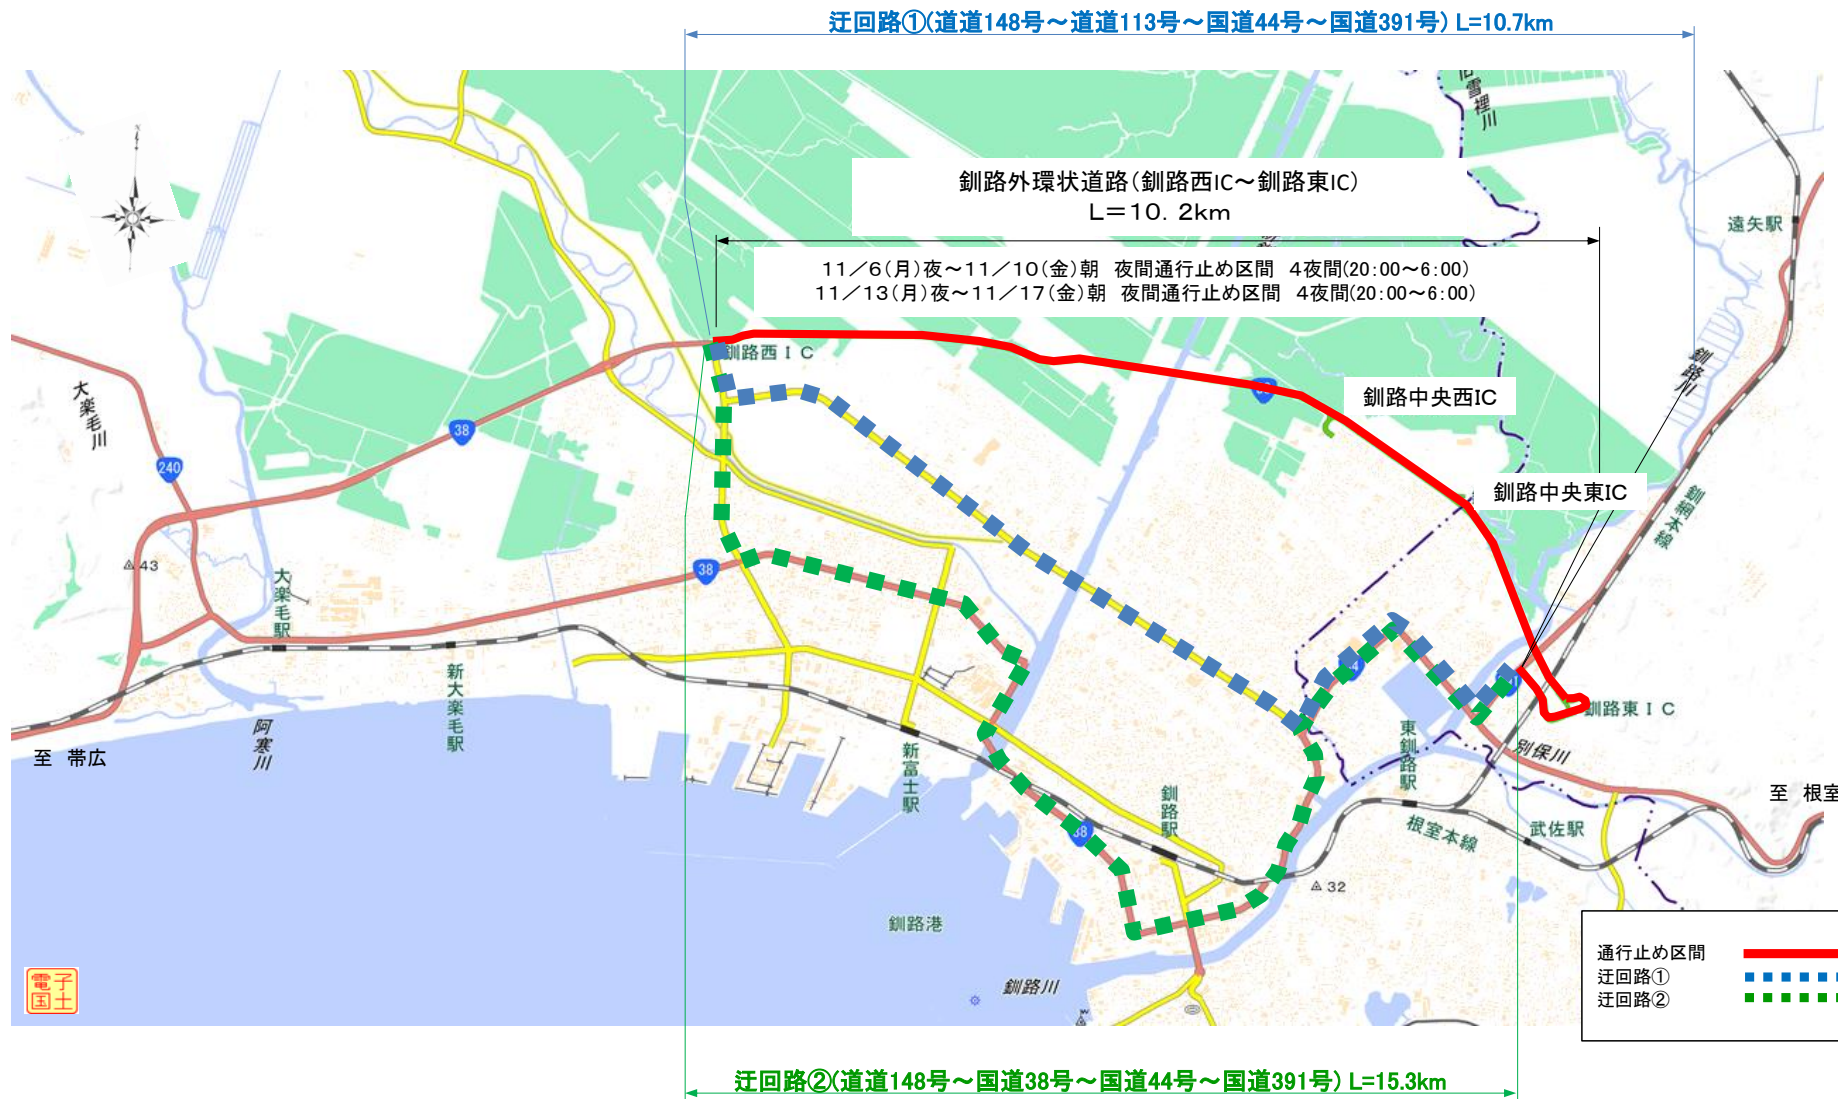 迂回路①(道道148号～道道113号～国道44号～国道391号) L=10.7km
旧雪裡川
釧路外環状道路(釧路西IC～釧路東IC)
L＝10．2km
遠矢駅
11／6(月)夜～11／10(金)朝　夜間通行止め区間　4夜間(20:00～6:00)
11／13(月)夜～11／17(金)朝　夜間通行止め区間　4夜間(20:00～6:00)
釧路西ＩＣ
釧路川
大楽毛川
釧路中央西IC
38
240
釧路中央東IC
釧網本線
43
38
大楽毛駅
新大楽毛駅
釧路東ＩＣ
阿寒川
至　帯広
新富士駅
東釧路駅
別保川
釧路駅
至　根室
38
根室本線
武佐駅
32
釧路港
釧路川
電子国土
通行止め区間
迂回路①
迂回路②
迂回路②(道道148号～国道38号～国道44号～国道391号) L=15.3km